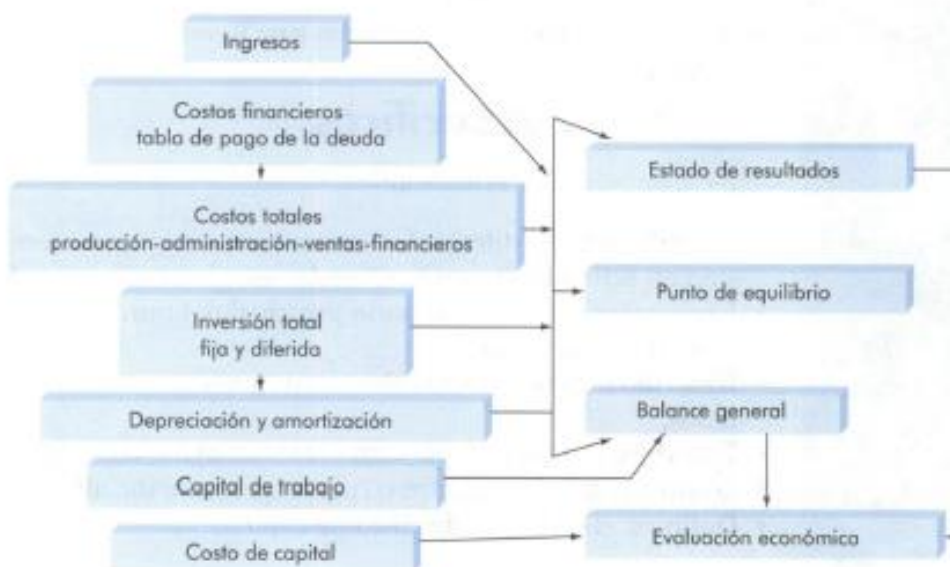 Ingresos
Costos financieros
tabla de pago de la deuda
Costos totales
producción-administración-ventas-financieros
Inversión total
fija y diferida
Depreciación y amortización
Capital de trabajo
Costo de capital
Estado de resultados
Punto de equilibrio
Balance general
Evaluación económica